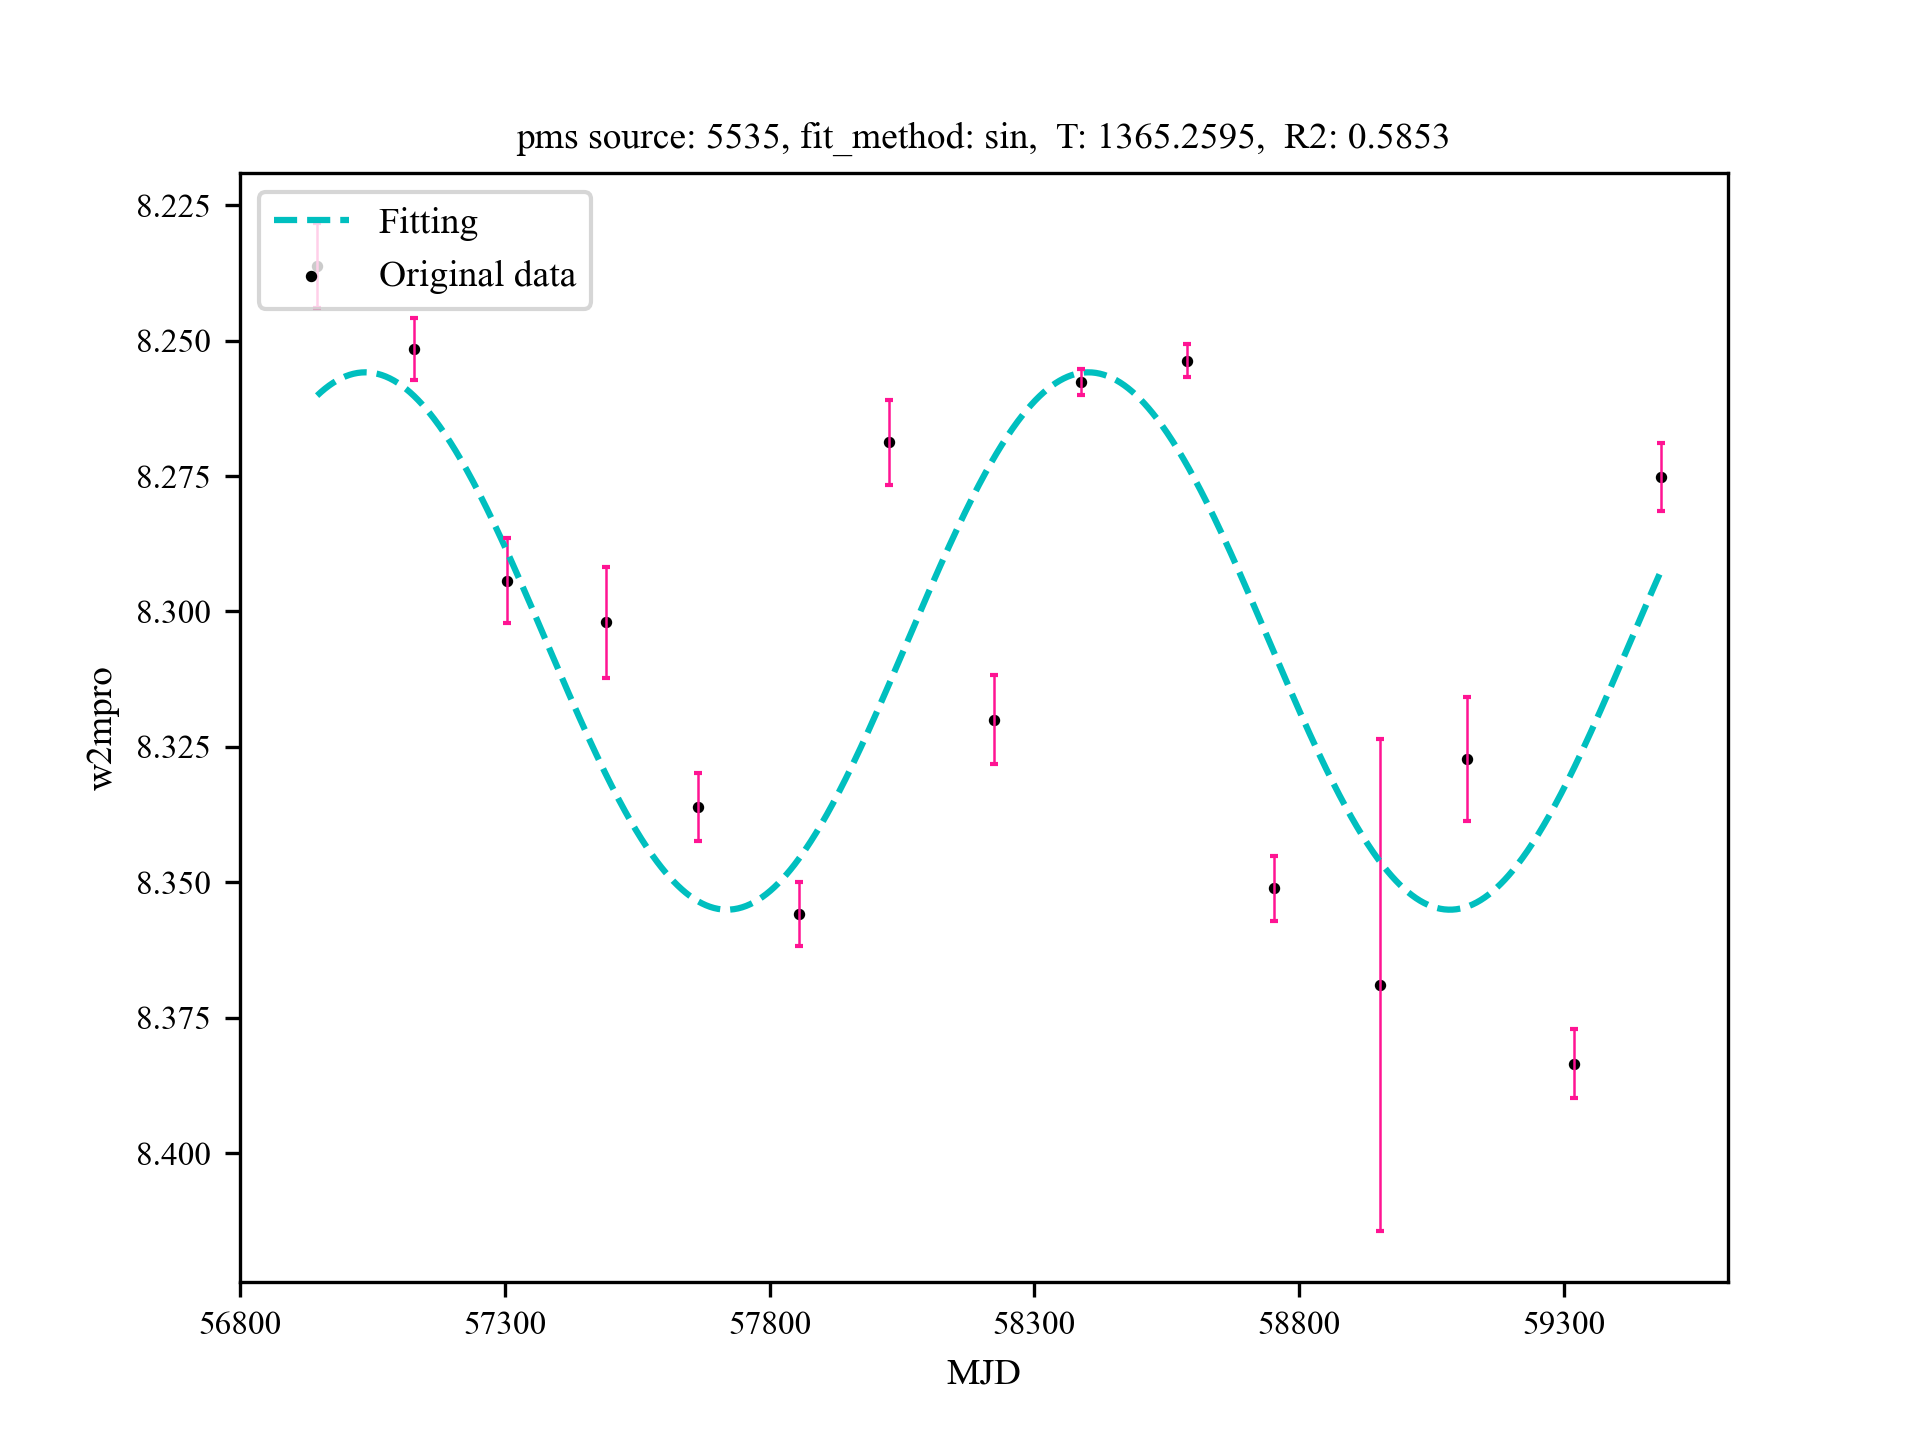 pms source: 5535, fit_method: sin,  T: 1365.2595,  R2: 0.5853
Fitting
Original data
8.225
8.250
8.275
8.300
8.325
8.350
8.375
8.400
w2mpro
56800 57300 57800 58300 58800 59300
MJD